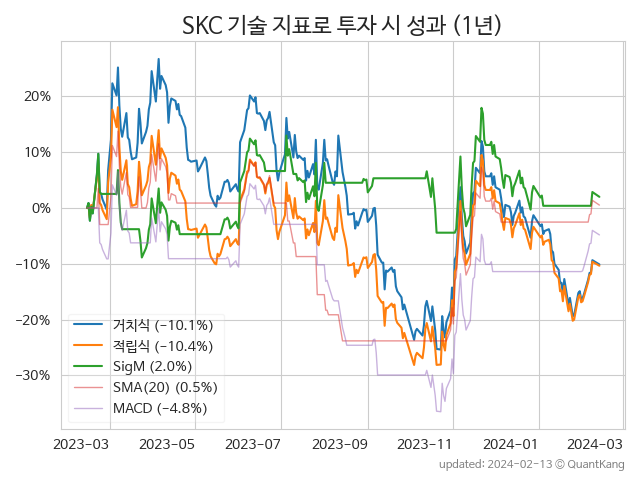 SKC 기술 지표로 투자 시 성과 (1년)
20%
10%
0%
−10%
−20%
−30%
거치식 (−10.1%)
적립식 (−10.4%)
SigM (2.0%)
SMA(20) (0.5%)
MACD (−4.8%)
2023-03 2023-05 2023-07 2023-09 2023-11 2024-01 2024-03
updated: 2024-02-13 ⓒ QuantKang